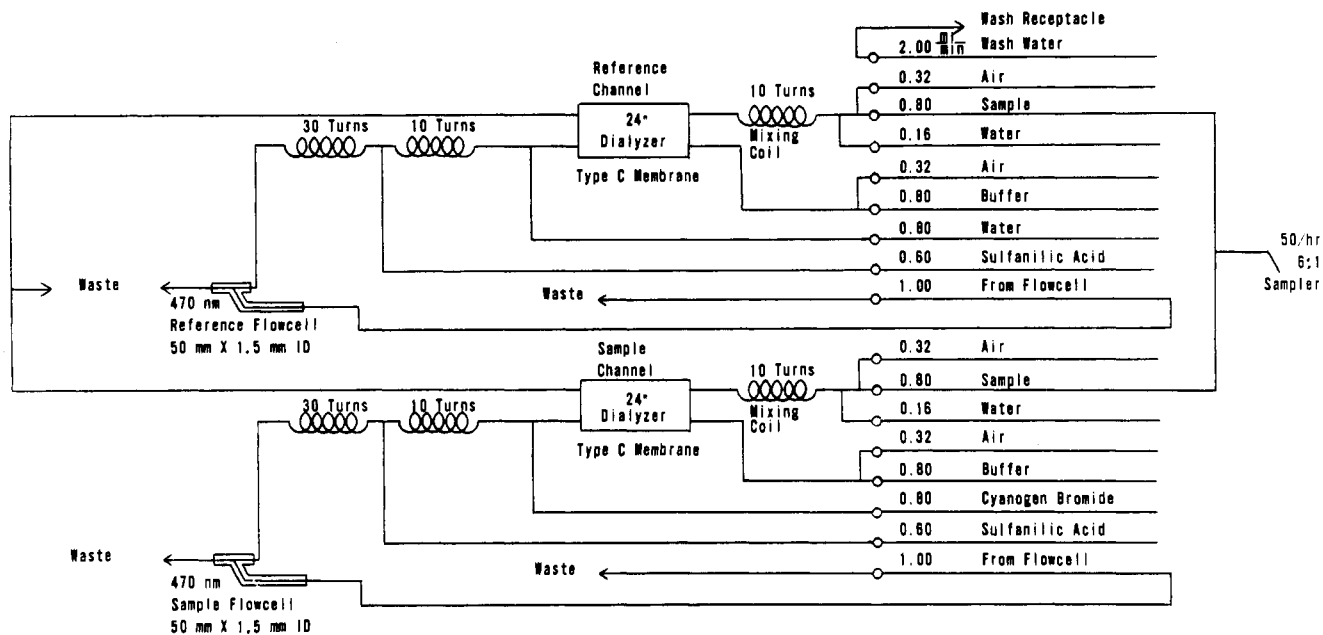 Wash Receptacle
2.00 ml/min Wash Water
Reference
Channel
0.32 Air
10 Turns
0.80 Sample
30 Turns 10 Turns
24"
Dialyzer
Mixing
Coil
0.16 Water
Type C Membrane
0.32 Air
0.80 Buffer
0.80 Water
50/hr
6:1
Sampler
0.60 Sulfanilic Acid
Waste
Waste
1.00 From Flowcell
470 nm
Reference Flowcell
50 mm X 1.5 mm ID
Sample
Channel
0.32 Air
10 Turns
0.80 Sample
30 Turns 10 Turns
24"
Dialyzer
Mixing
Coil
0.16 Water
Type C Membrane
0.32 Air
0.80 Buffer
0.80 Cyanogen Bromide
0.60 Sulfanilic Acid
Waste
Waste
1.00 From Flowcell
470 nm
Sample Flowcell
50 mm X 1.5 mm ID